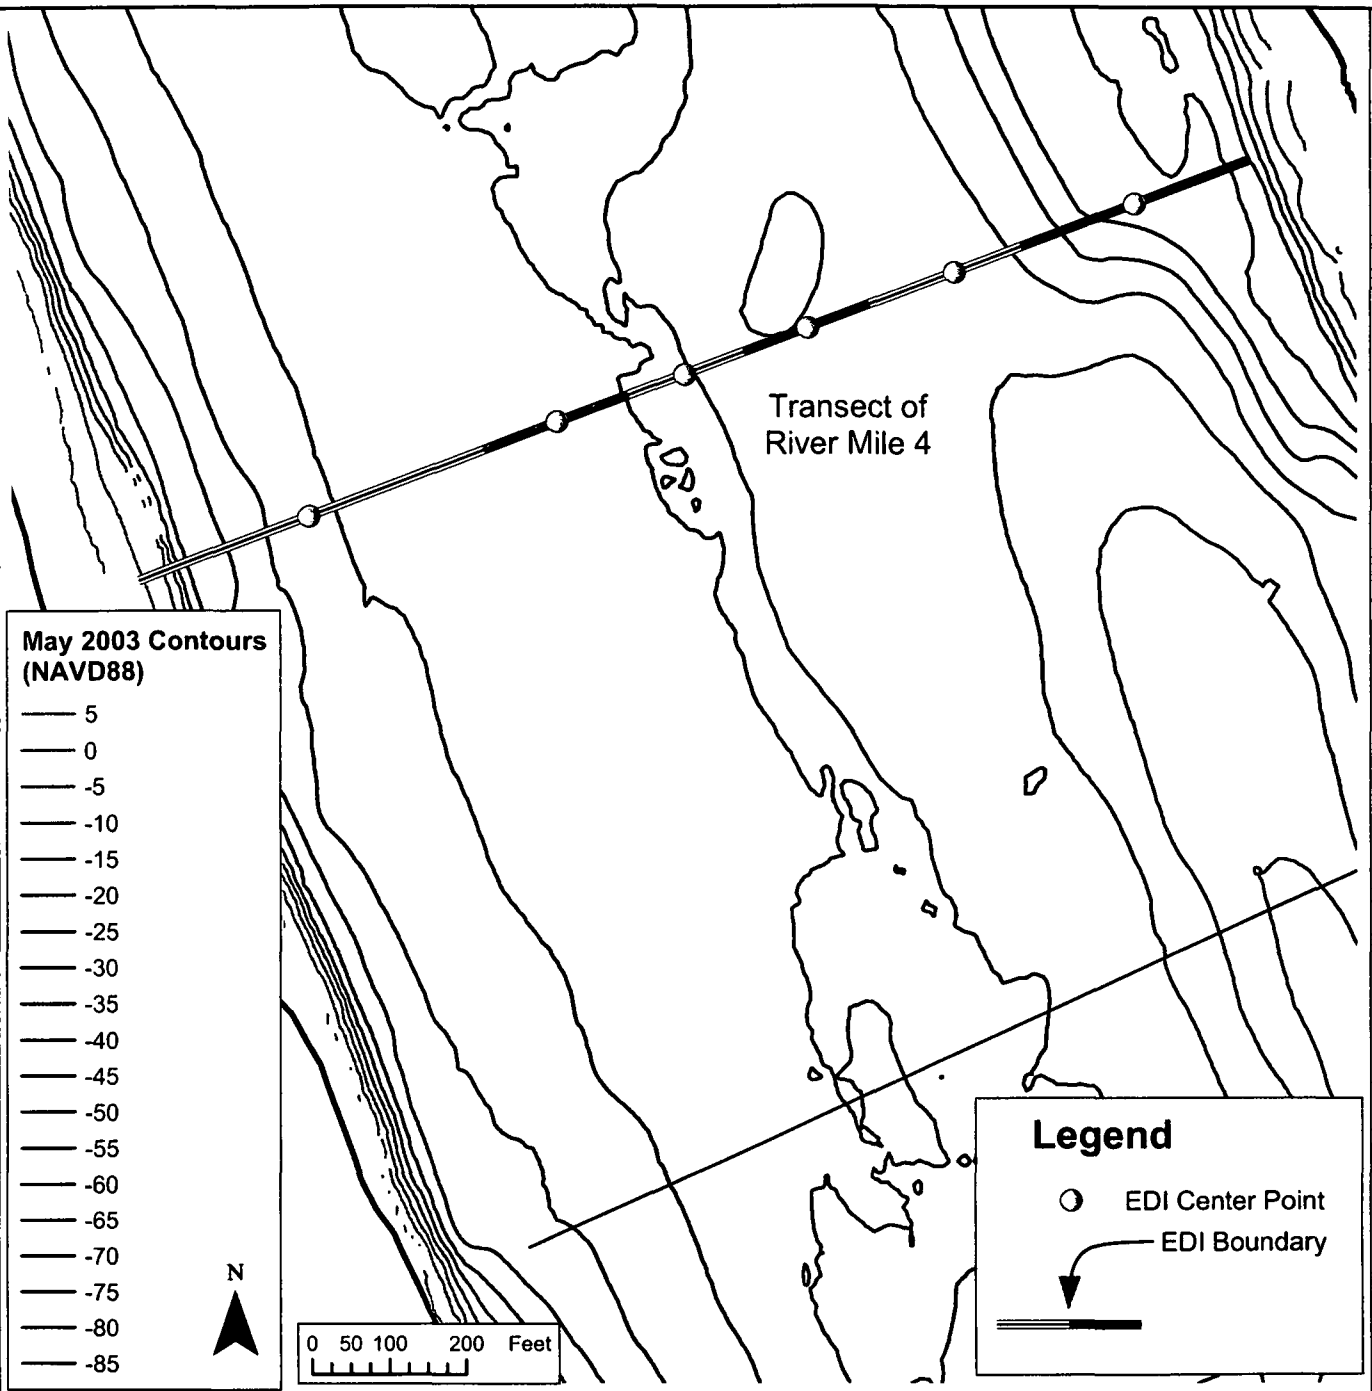 Transect of
River Mile 4
May 2003 Contours
(NAVD88)
5
0
-5
-10
-15
-20
-25
-30
-35
-40
-45
-50
-55
-60
-65
-70
-75
-80
-85
N
0 50 100 200 Feet
Legend
EDI Center Point
EDI Boundary